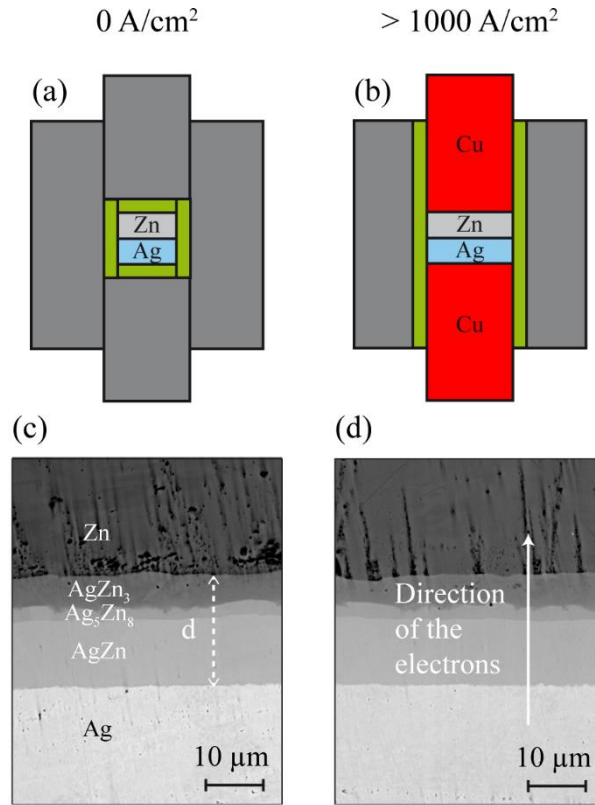 0 A/cm²
> 1000 A/cm²
(a)
(b)
Zn
Ag
Cu
Zn
Ag
Cu
(c)
(d)
Zn
AgZn₃
Ag₅Zn₈
AgZn
d
Ag
10 µm
Direction
of the
electrons
10 µm